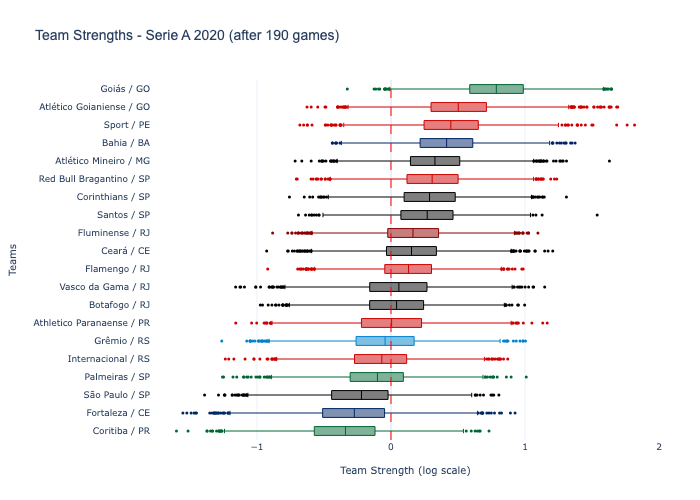 Team Strengths - Serie A 2020 (after 190 games)
Goiás / GO
Atlético Goianiense / GO
Sport / PE
Bahia / BA
Atlético Mineiro / MG
Red Bull Bragantino / SP
Corinthians / SP
Santos / SP
Fluminense / RJ
Ceará / CE
Flamengo / RJ
Vasco da Gama / RJ
Botafogo / RJ
Athletico Paranaense / PR
Grêmio / RS
Internacional / RS
Palmeiras / SP
São Paulo / SP
Fortaleza / CE
Coritiba / PR
Teams
−1 0 1 2
Team Strength (log scale)